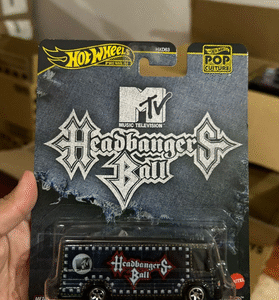 Hot Wheels
PREMIUM
POP
CULTURE
MTV
MUSIC TELEVISION
Headbangers
Ball
Headbangers
Ball